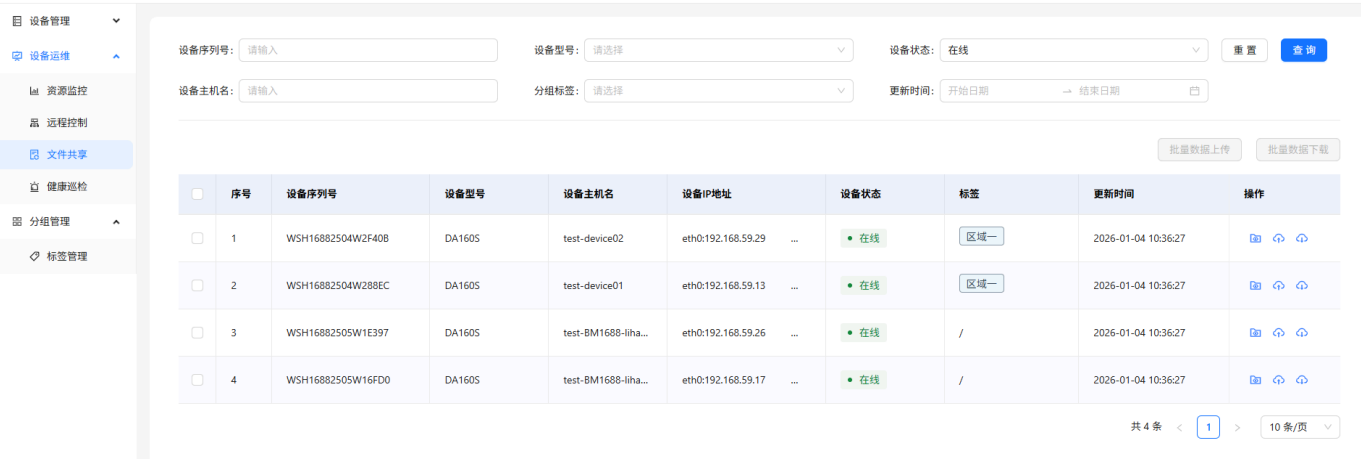 设备管理
设备运维
资源监控
远程控制
文件共享
健康巡检
分组管理
标签管理
设备序列号: 请输入 设备型号: 请选择 设备状态: 在线 重 置 查 询
设备主机名: 请输入 分组标签: 请选择 更新时间: 开始日期 → 结束日期
批量数据上传 批量数据下载
序号 设备序列号 设备型号 设备主机名 设备IP地址 设备状态 标签 更新时间 操作
1 WSH16882504W2F40B DA160S test-device02 eth0:192.168.59.29 ... 在线 区域一 2026-01-04 10:36:27
2 WSH16882504W288EC DA160S test-device01 eth0:192.168.59.13 ... 在线 区域一 2026-01-04 10:36:27
3 WSH16882505W1E397 DA160S test-BM1688-liha... eth0:192.168.59.26 ... 在线 / 2026-01-04 10:36:27
4 WSH16882505W16FD0 DA160S test-BM1688-liha... eth0:192.168.59.17 ... 在线 / 2026-01-04 10:36:27
共 4 条 < 1 > 10 条/页